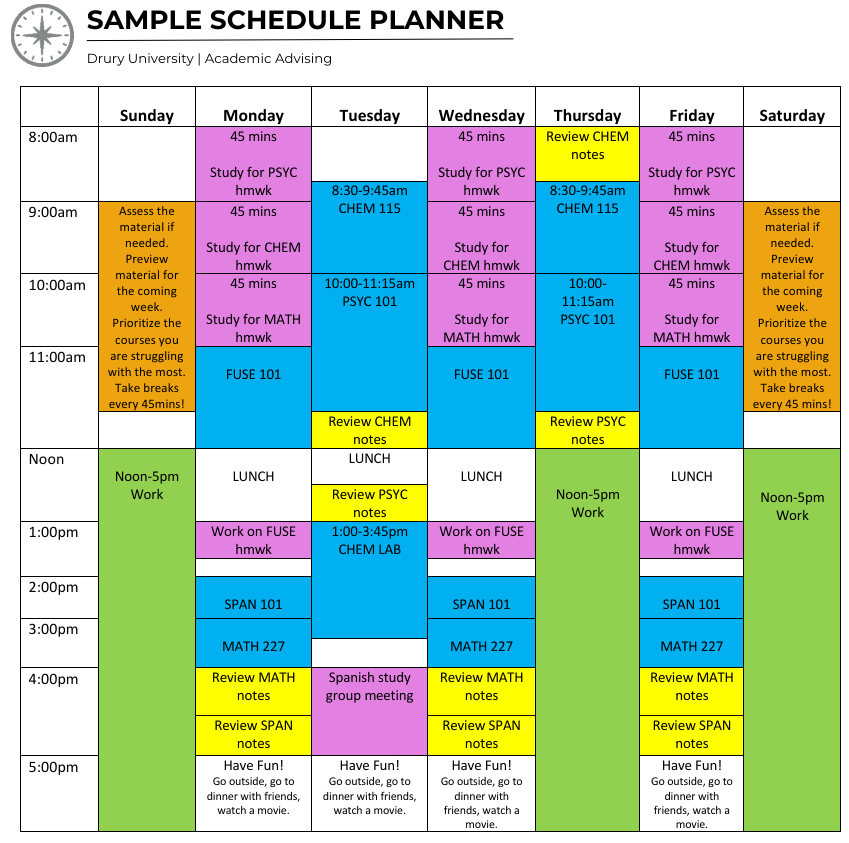 SAMPLE SCHEDULE PLANNER
Drury University | Academic Advising
Sunday
Monday
Tuesday
Wednesday
Thursday
Friday
Saturday
8:00am
45 mins
Study for PSYC
hmwk
8:30-9:45am
CHEM 115
45 mins
Study for PSYC
hmwk
Review CHEM
notes
8:30-9:45am
CHEM 115
45 mins
Study for PSYC
hmwk
9:00am
Assess the
material if
needed.
Preview
material for
the coming
week.
Prioritize the
courses you
are struggling
with the most.
Take breaks
every 45mins!
45 mins
Study for CHEM
hmwk
45 mins
Study for
CHEM hmwk
45 mins
Study for
CHEM hmwk
Assess the
material if
needed.
Preview
material for
the coming
week.
Prioritize the
courses you
are struggling
with the most.
Take breaks
every 45 mins!
10:00am
45 mins
Study for MATH
hmwk
10:00-11:15am
PSYC 101
45 mins
Study for
MATH hmwk
10:00-
11:15am
PSYC 101
45 mins
Study for
MATH hmwk
11:00am
FUSE 101
Review CHEM
notes
FUSE 101
Review PSYC
notes
FUSE 101
Noon
Noon-5pm
Work
LUNCH
LUNCH
Review PSYC
notes
LUNCH
Noon-5pm
Work
LUNCH
Noon-5pm
Work
1:00pm
Work on FUSE
hmwk
1:00-3:45pm
CHEM LAB
Work on FUSE
hmwk
Work on FUSE
hmwk
2:00pm
SPAN 101
SPAN 101
SPAN 101
3:00pm
MATH 227
MATH 227
MATH 227
4:00pm
Review MATH
notes
Review SPAN
notes
Spanish study
group meeting
Review MATH
notes
Review SPAN
notes
Review MATH
notes
Review SPAN
notes
5:00pm
Have Fun!
Go outside, go to
dinner with friends,
watch a movie.
Have Fun!
Go outside, go to
dinner with friends,
watch a movie.
Have Fun!
Go outside, go to
dinner with
friends, watch a
movie.
Have Fun!
Go outside, go to
dinner with
friends, watch a
movie.